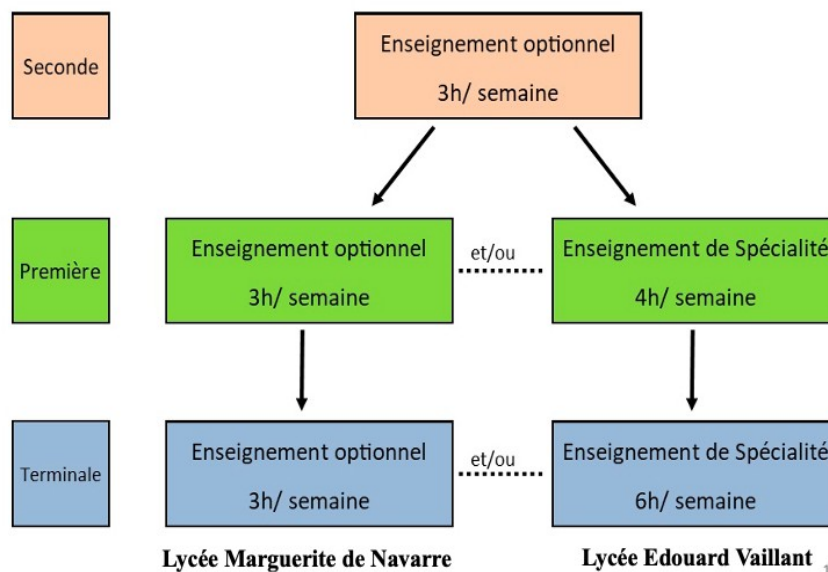 Seconde
Enseignement optionnel
3h/ semaine
Première
Enseignement optionnel
3h/ semaine
et/ou
Enseignement de Spécialité
4h/ semaine
Terminale
Enseignement optionnel
3h/ semaine
et/ou
Enseignement de Spécialité
6h/ semaine
Lycée Marguerite de Navarre
Lycée Edouard Vaillant
1